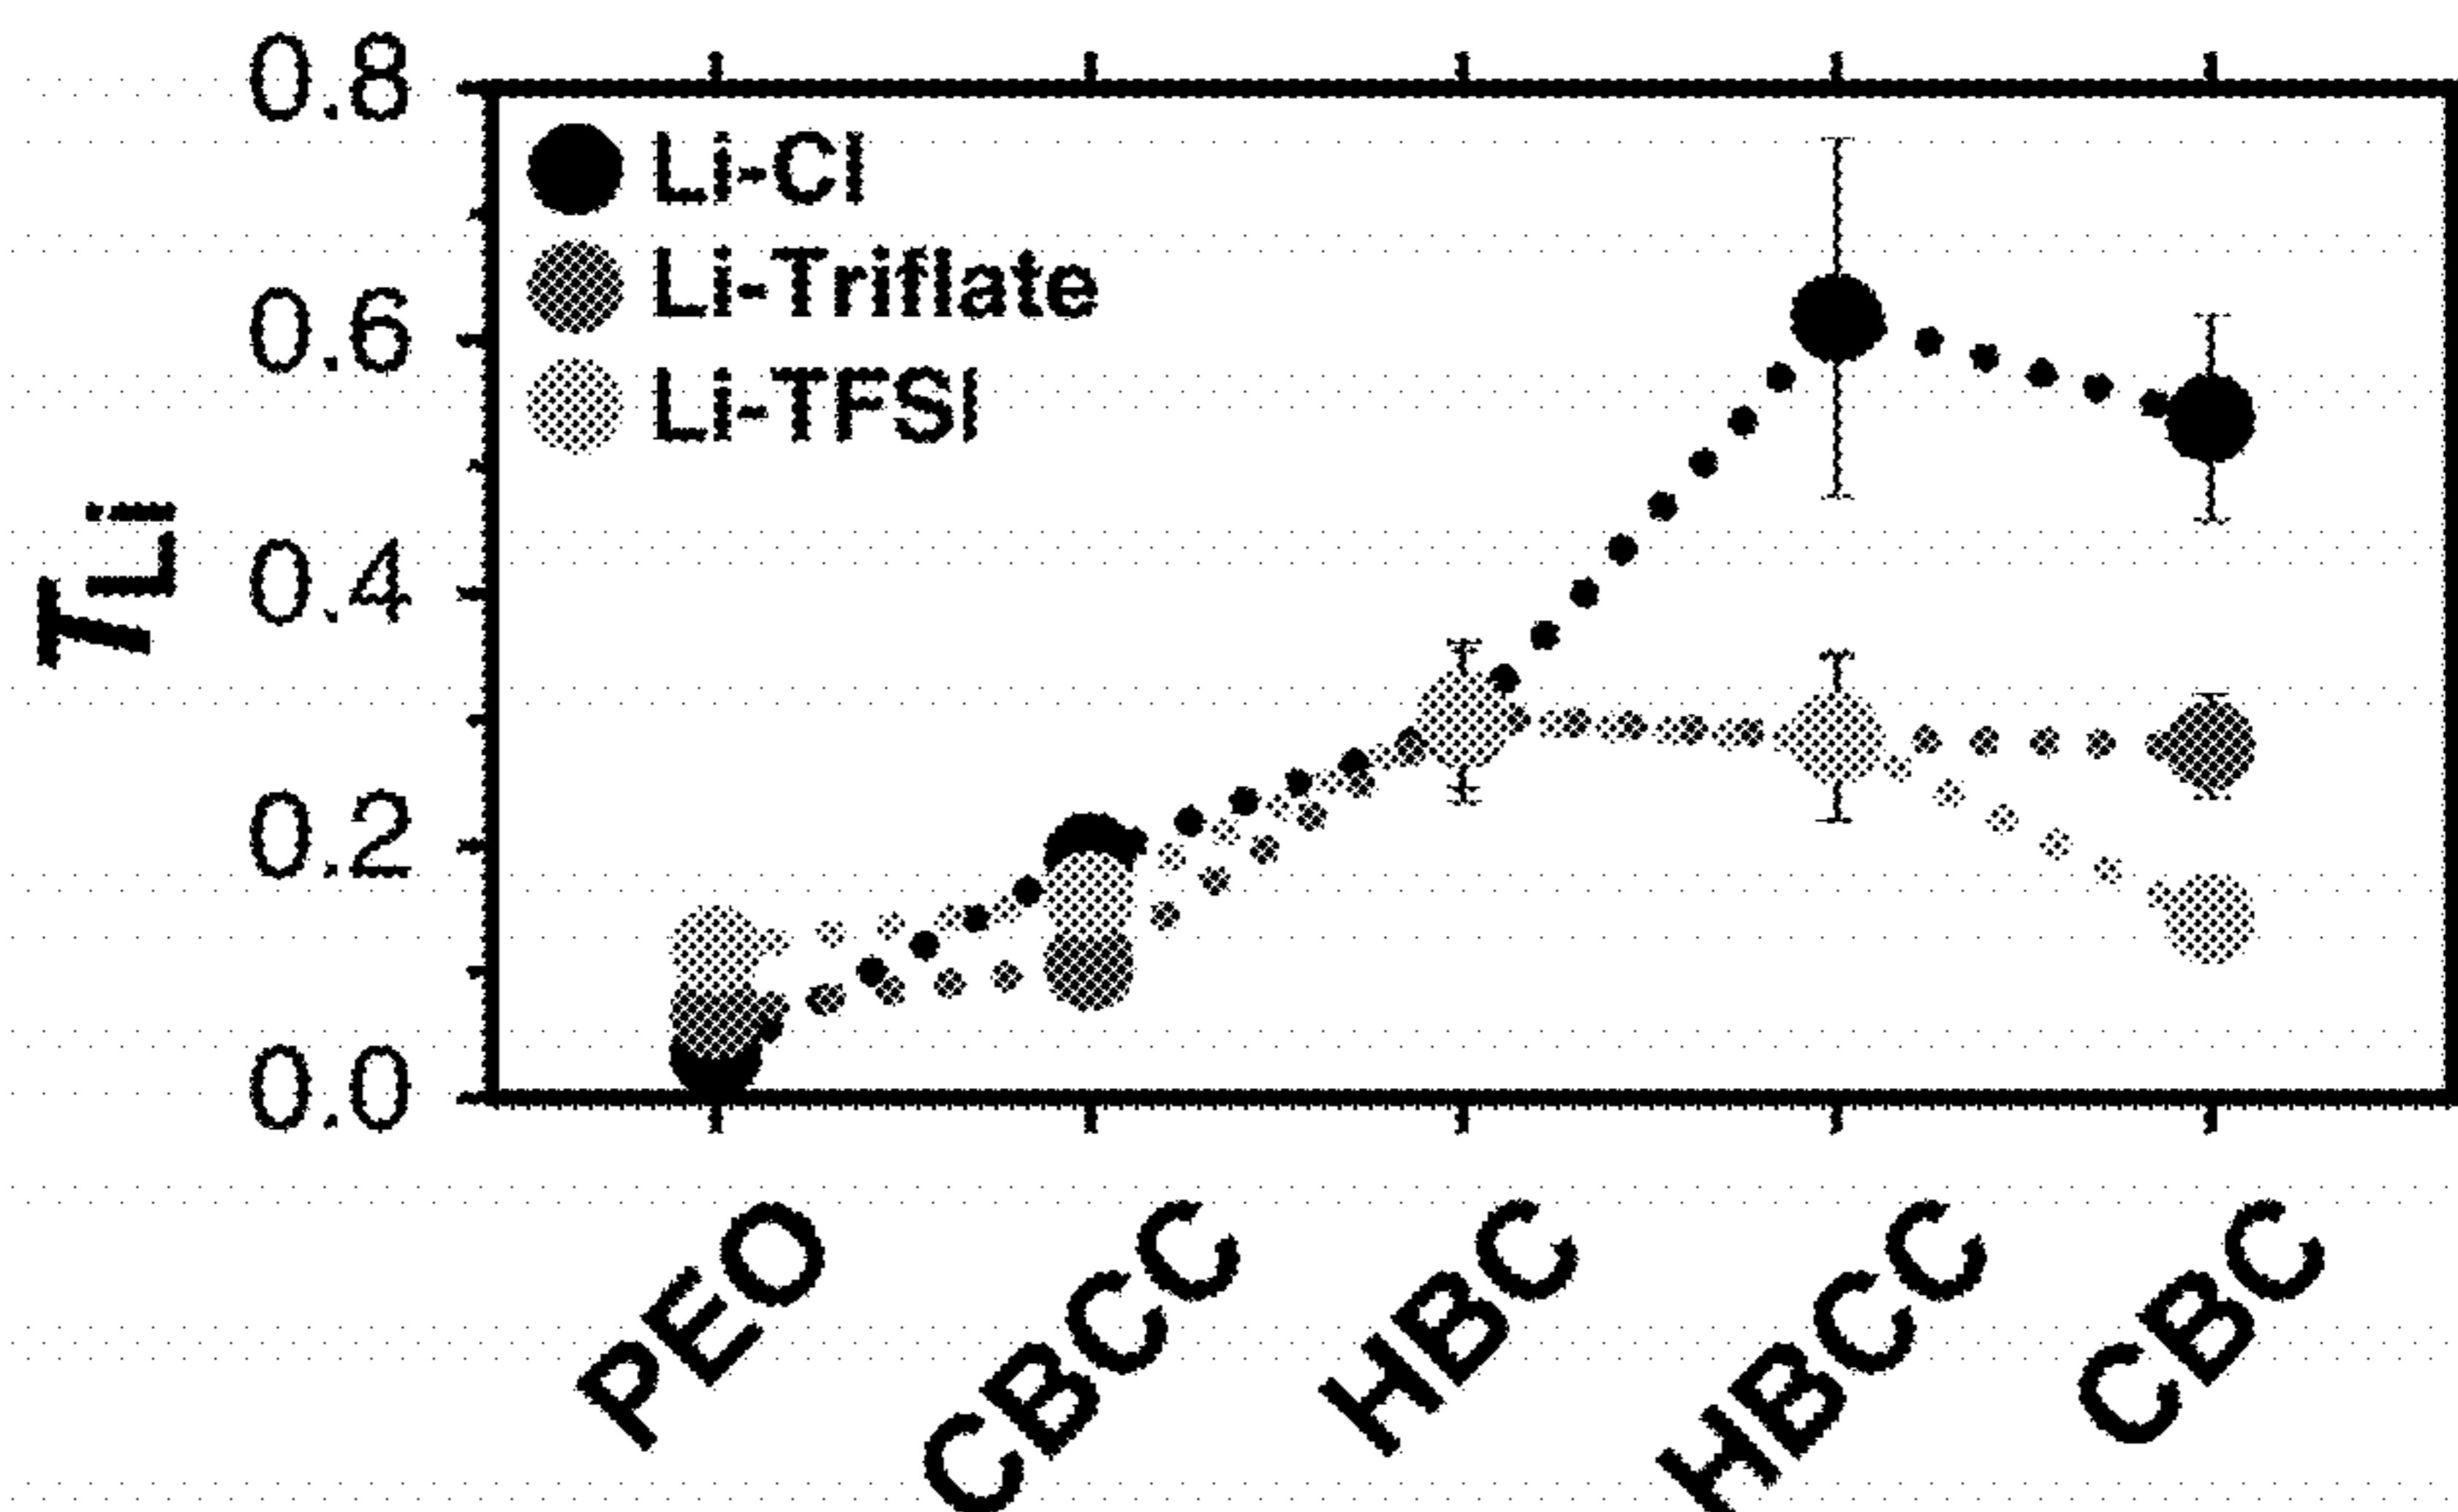 0.8
Li-Cl
Li-Triflate
0.6
Li-TFSI
TLi
0.4
0.2
0.0
PEO
CBCC
HBC
HBCC
CBC